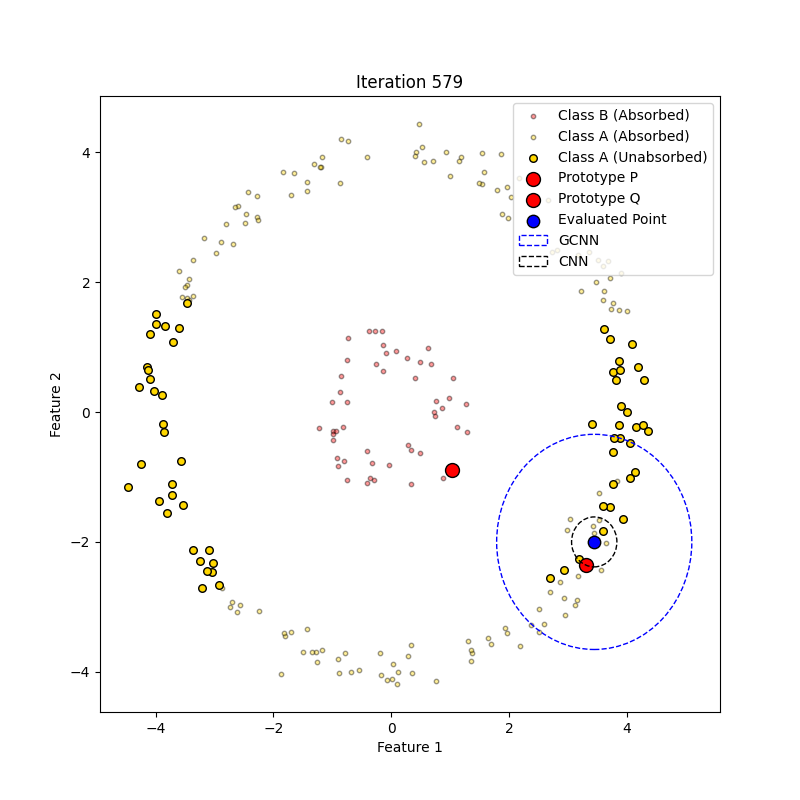 Iteration 579
Class B (Absorbed)
Class A (Absorbed)
Class A (Unabsorbed)
Prototype P
Prototype Q
Evaluated Point
GCNN
CNN
4
2
0
−2
−4
Feature 2
−4
−2
0
2
4
Feature 1